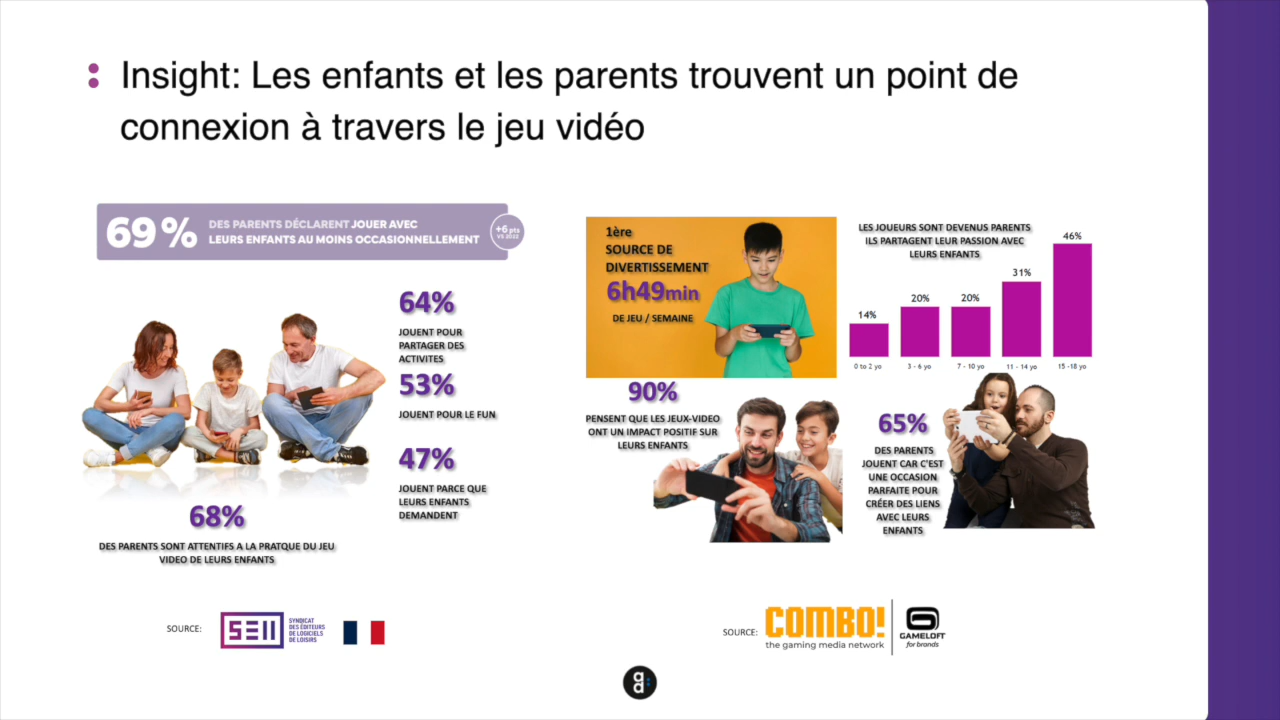 Insight: Les enfants et les parents trouvent un point de
connexion à travers le jeu vidéo
69%
DES PARENTS DÉCLARENT JOUER AVEC
LEURS ENFANTS AU MOINS OCCASIONNELLEMENT
+6 pts
VS 2022
64%
JOUENT POUR
PARTAGER DES
ACTIVITES
53%
JOUENT POUR LE FUN
47%
JOUENT PARCE QUE
LEURS ENFANTS
DEMANDENT
68%
DES PARENTS SONT ATTENTIFS A LA PRATQUE DU JEU
VIDEO DE LEURS ENFANTS
SOURCE:
SELL
SYNDICAT
DES ÉDITEURS
DE LOGICIELS
DE LOISIRS
1ère
SOURCE DE
DIVERTISSEMENT
6h49min
DE JEU / SEMAINE
LES JOUEURS SONT DEVENUS PARENTS
ILS PARTAGENT LEUR PASSION AVEC
LEURS ENFANTS
14%
20%
20%
31%
46%
0 to 2 yo
3 - 6 yo
7 - 10 yo
11 - 14 yo
15 -18 yo
90%
PENSENT QUE LES JEUX-VIDEO
ONT UN IMPACT POSITIF SUR
LEURS ENFANTS
65%
DES PARENTS
JOUENT CAR C'EST
UNE OCCASION
PARFAITE POUR
CRÉER DES LIENS
AVEC LEURS
ENFANTS
SOURCE:
COMBO!
the gaming media network
GAMELOFT
for brands